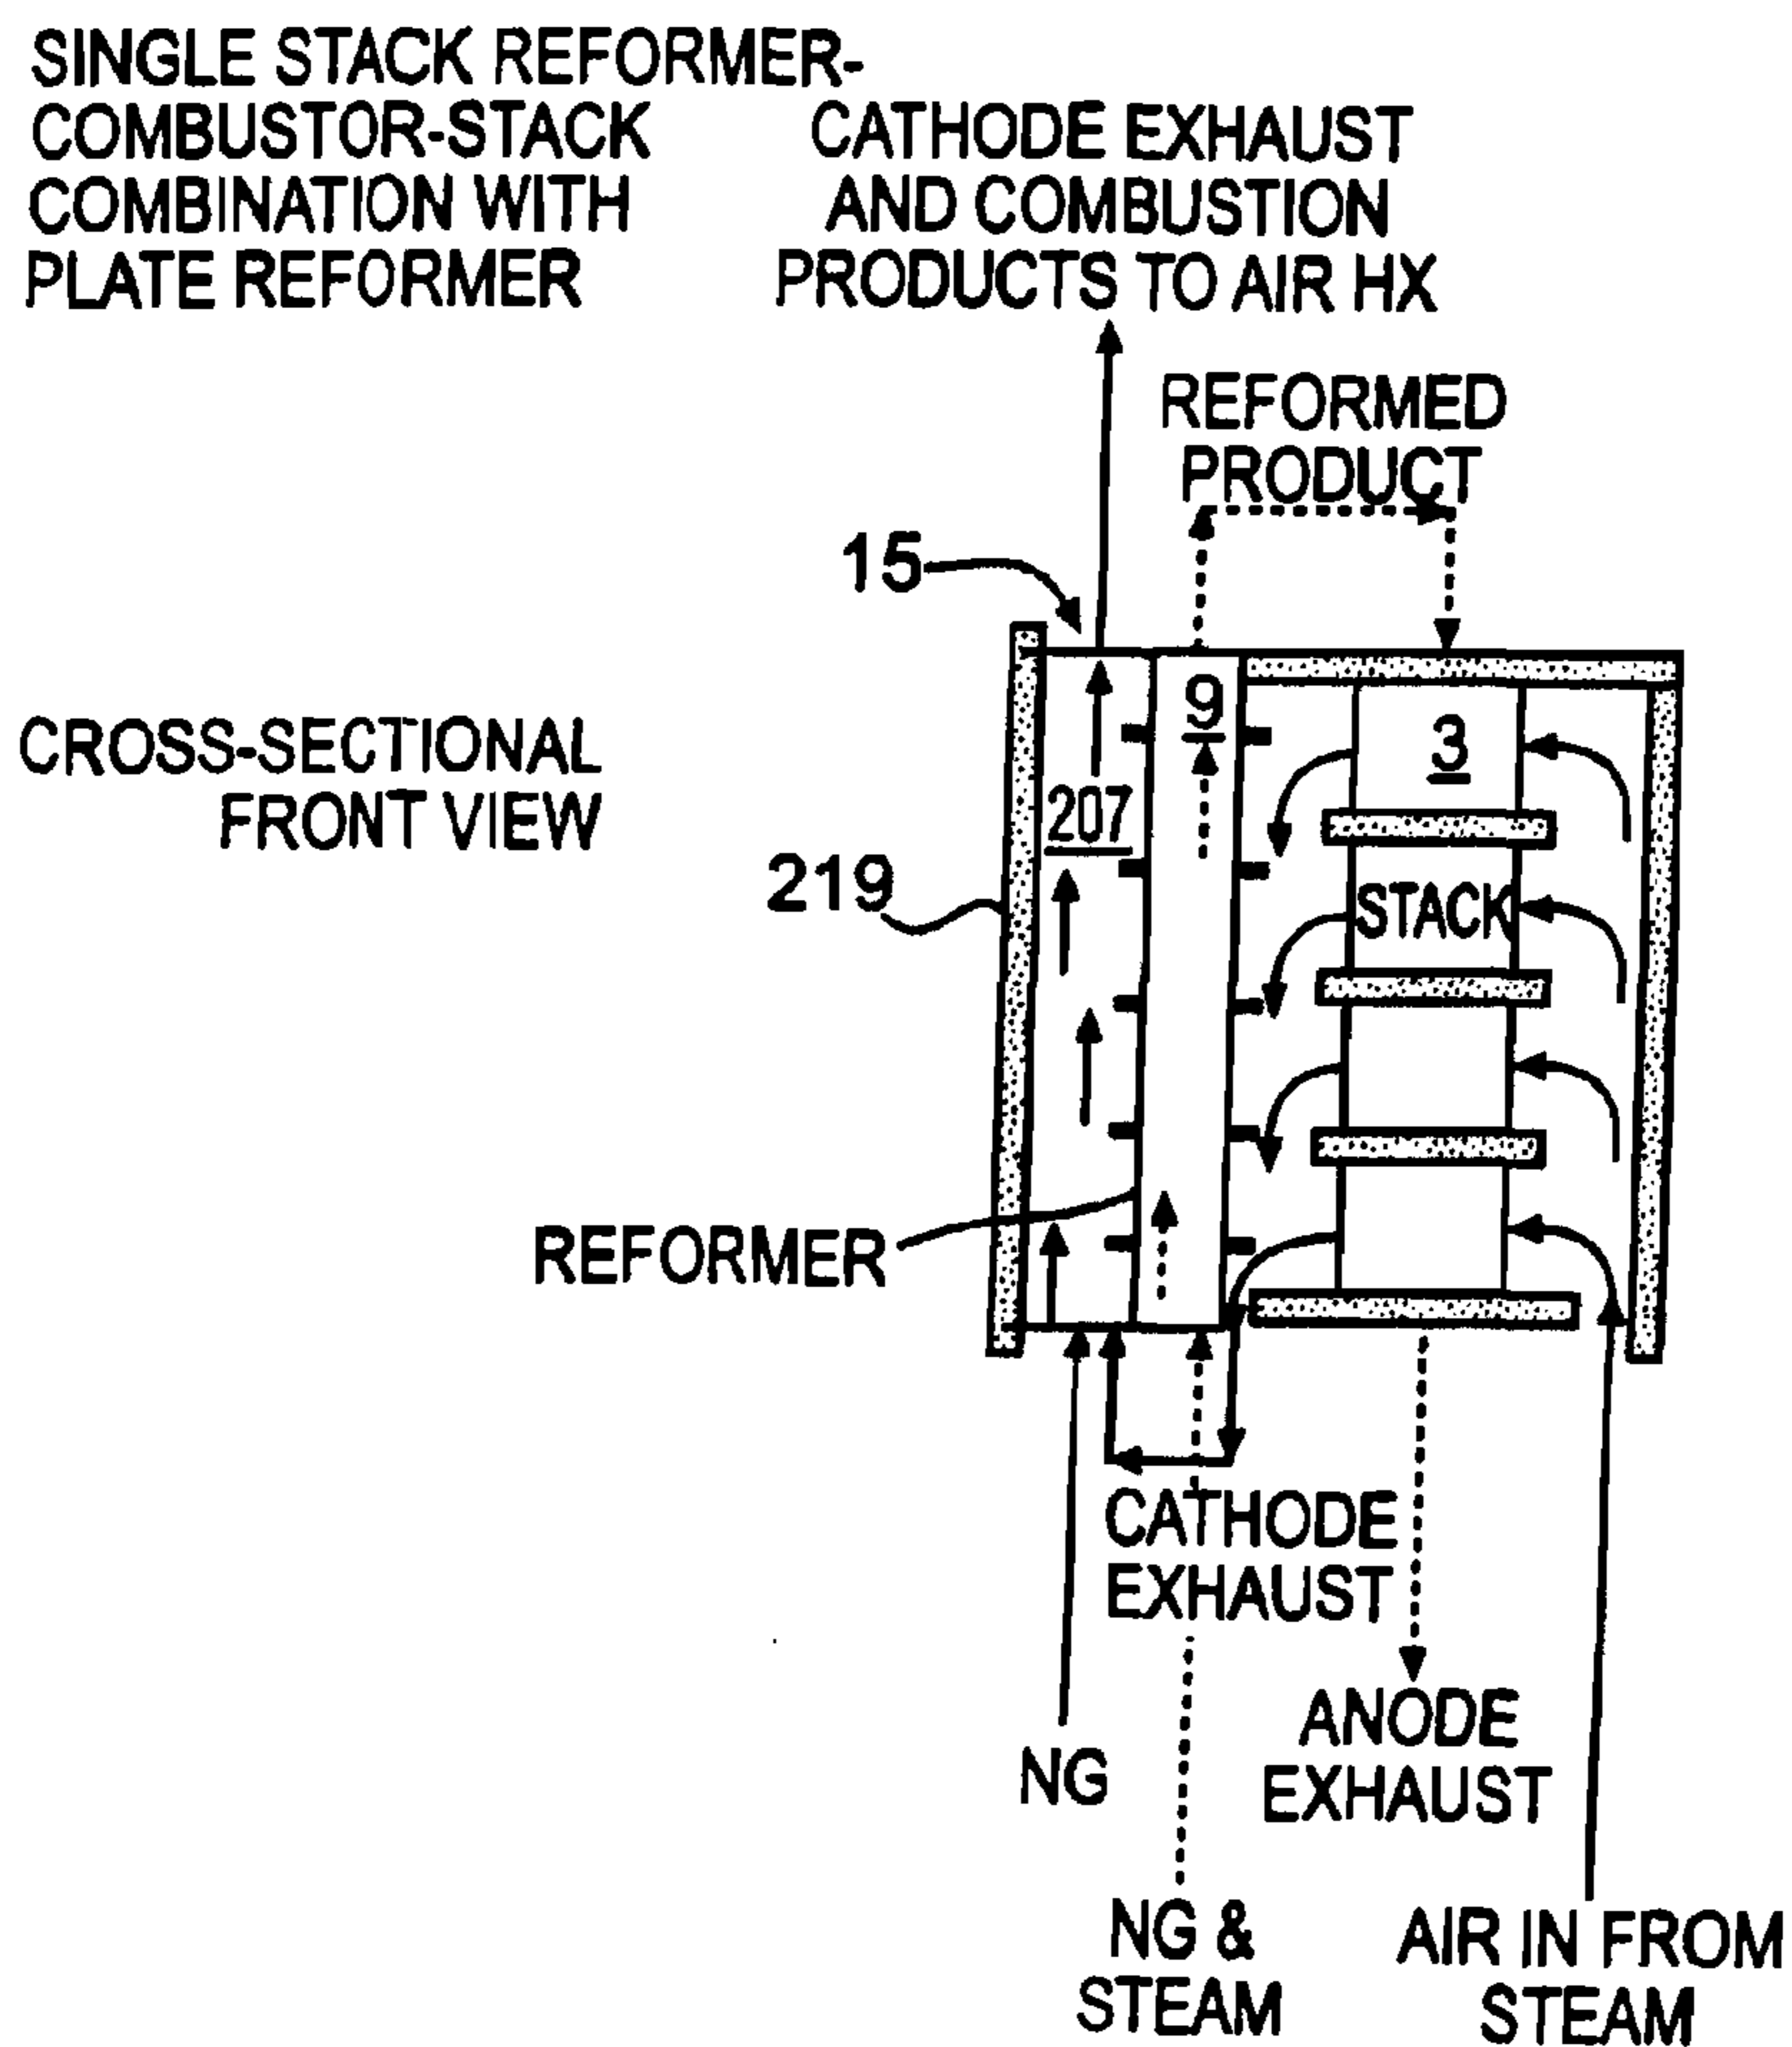 SINGLE STACK REFORMER-
COMBUSTOR-STACK
COMBINATION WITH
PLATE REFORMER
CATHODE EXHAUST
AND COMBUSTION
PRODUCTS TO AIR HX
REFORMED
PRODUCT
15
9
3
CROSS-SECTIONAL
FRONT VIEW
207
219
STACK
REFORMER
CATHODE
EXHAUST
ANODE
EXHAUST
NG
NG &
STEAM
AIR IN FROM
STEAM